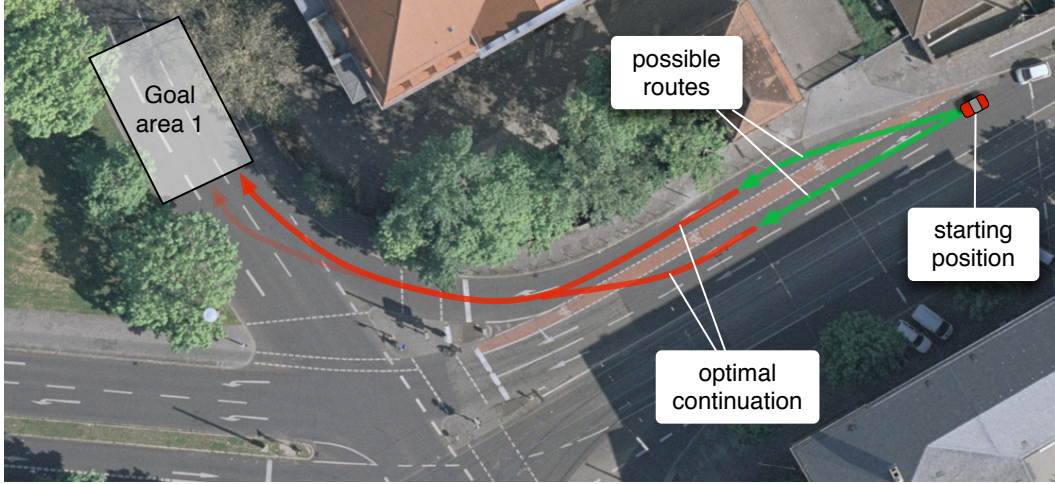 Goal
area 1
possible
routes
starting
position
optimal
continuation